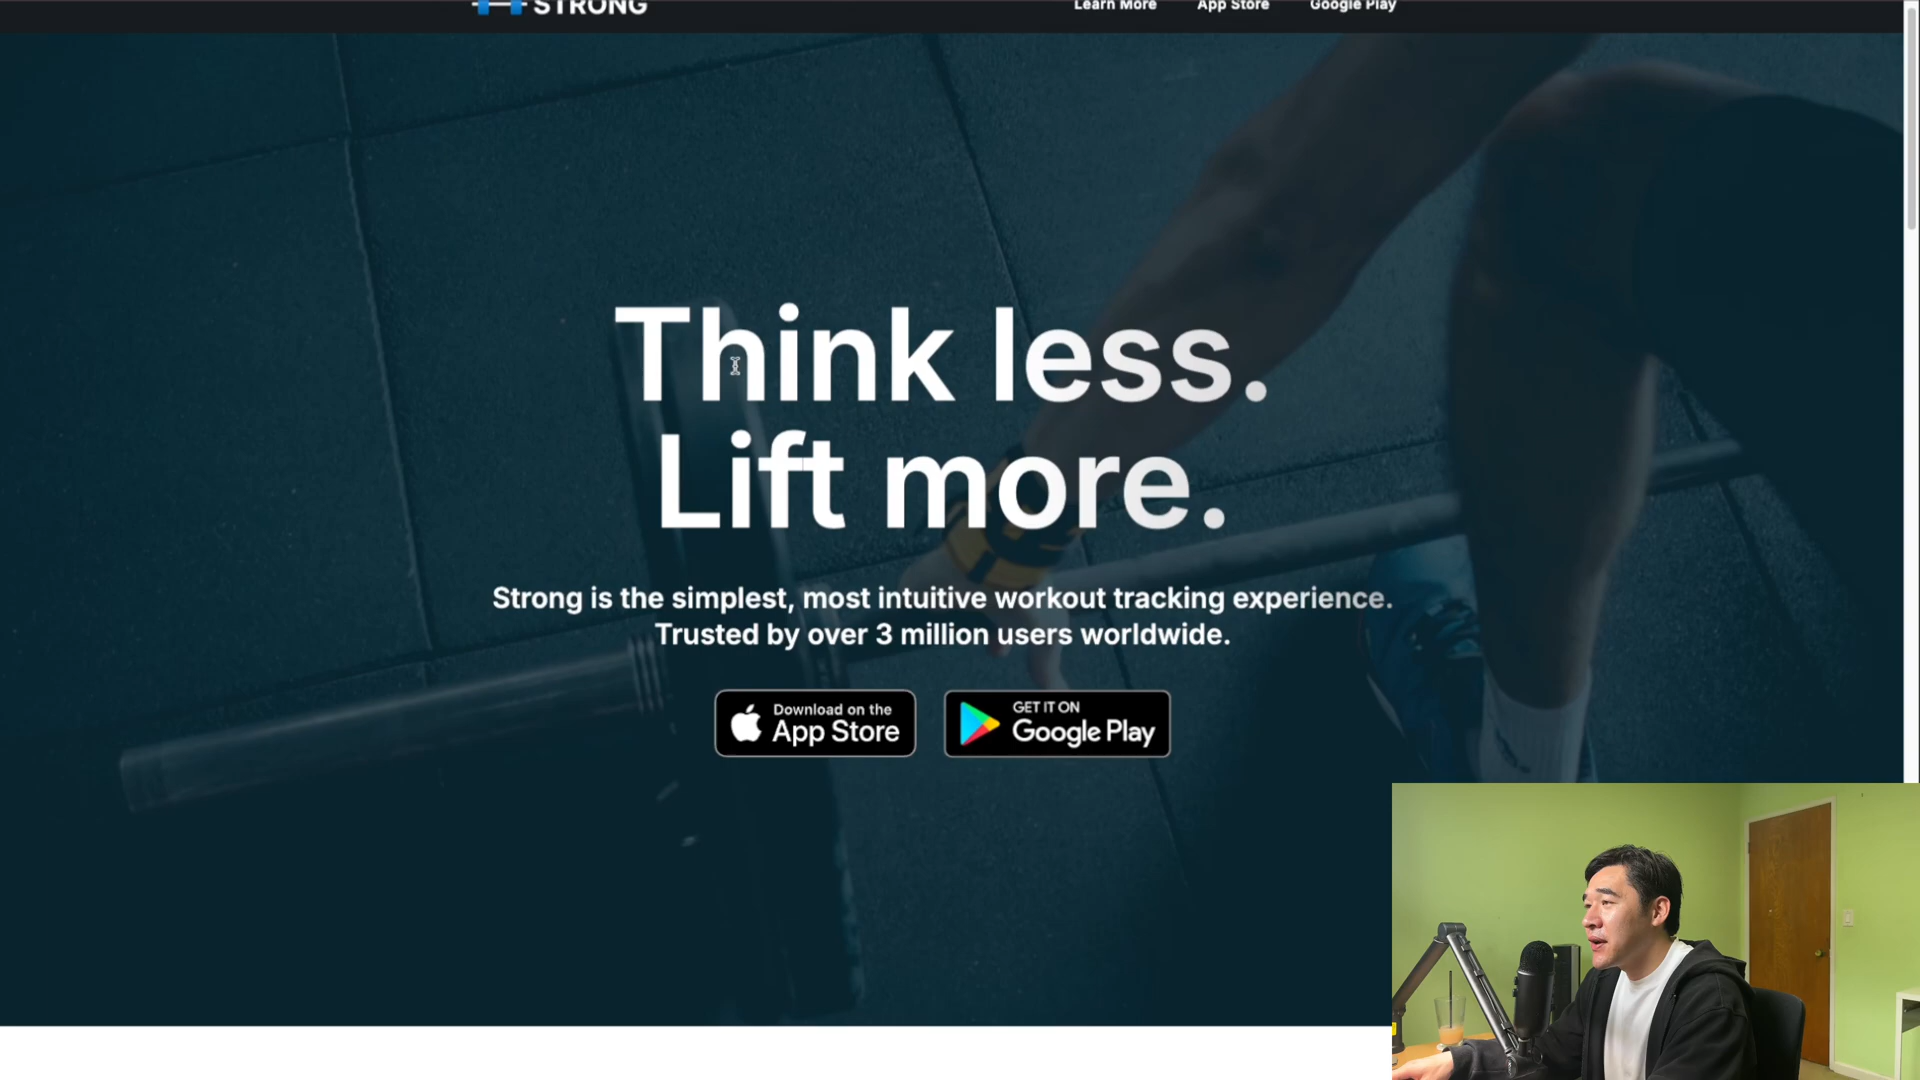 STRONG
Learn More
App Store
Google Play
Think less.
Lift more.
Strong is the simplest, most intuitive workout tracking experience.
Trusted by over 3 million users worldwide.
Download on the
App Store
GET IT ON
Google Play